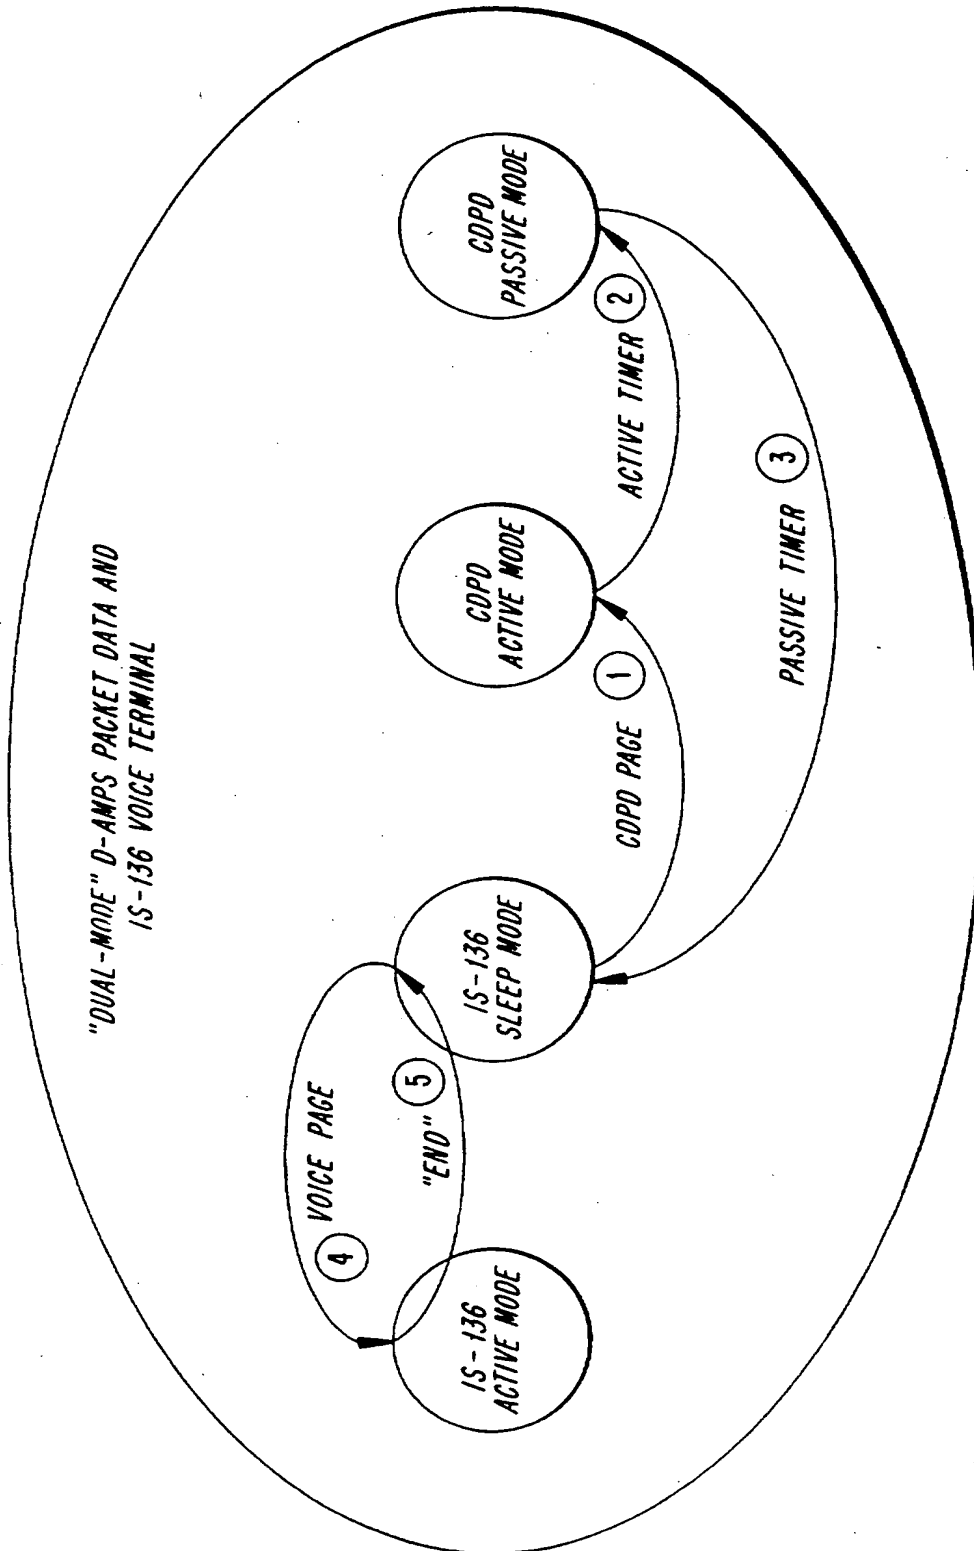 "DUAL-MODE" D-AMPS PACKET DATA AND
IS-136 VOICE TERMINAL
4 VOICE PAGE
"END" 5
IS-136
ACTIVE MODE
IS-136
SLEEP MODE
CDPD
ACTIVE MODE
CDPD
PASSIVE MODE
CDPD PAGE 1
ACTIVE TIMER 2
PASSIVE TIMER 3